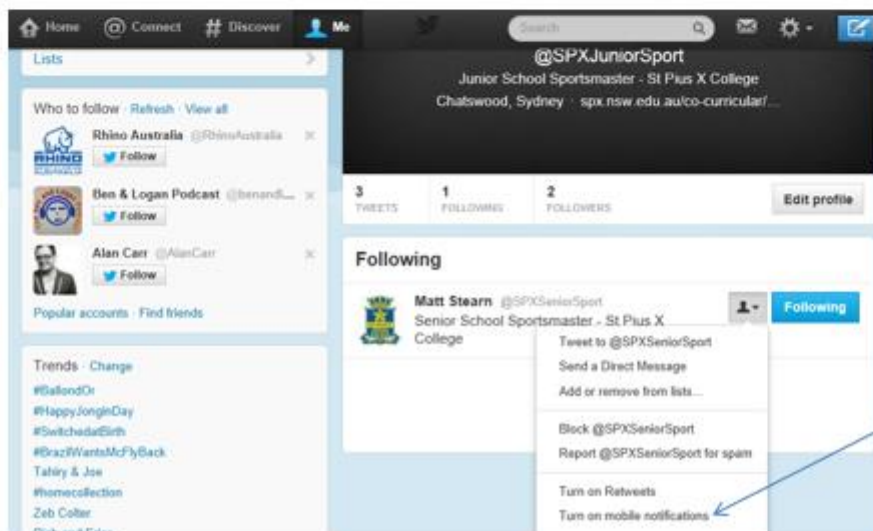 Home Connect Discover Me Search
Lists
Who to follow · Refresh · View all
Rhino Australia @RhinoAustralia
RHINO
Follow
Ben & Logan Podcast @benandl...
Follow
Alan Carr @AlanCarr
Follow
Popular accounts · Find friends
Trends · Change
#BallondOr
#HappyJonginDay
#SwitchedatBirth
#BrazilWantsMcFlyBack
Tahiry & Joe
#homecollection
Zeb Colter
@SPXJuniorSport
Junior School Sportsmaster - St Pius X College
Chatswood, Sydney · spx.nsw.edu.au/co-curricular/...
3 1 2
TWEETS FOLLOWING FOLLOWERS
Edit profile
Following
Matt Stearn @SPXSeniorSport
Senior School Sportsmaster - St Pius X
College
Following
Tweet to @SPXSeniorSport
Send a Direct Message
Add or remove from lists...
Block @SPXSeniorSport
Report @SPXSeniorSport for spam
Turn on Retweets
Turn on mobile notifications